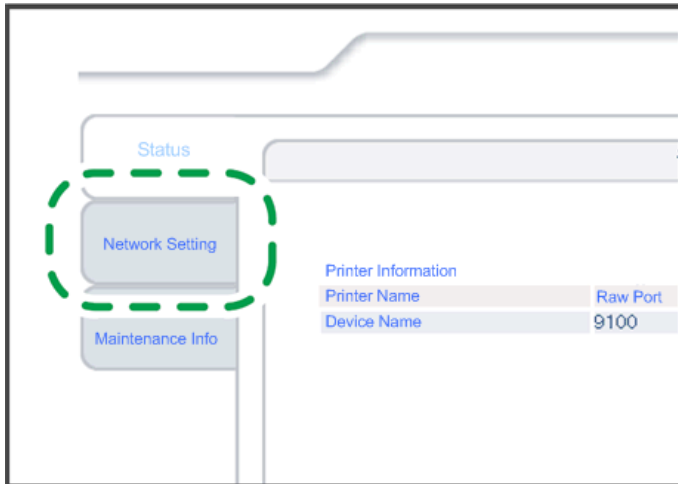 Status
Network Setting
Maintenance Info
Printer Information
Printer Name Raw Port
Device Name 9100